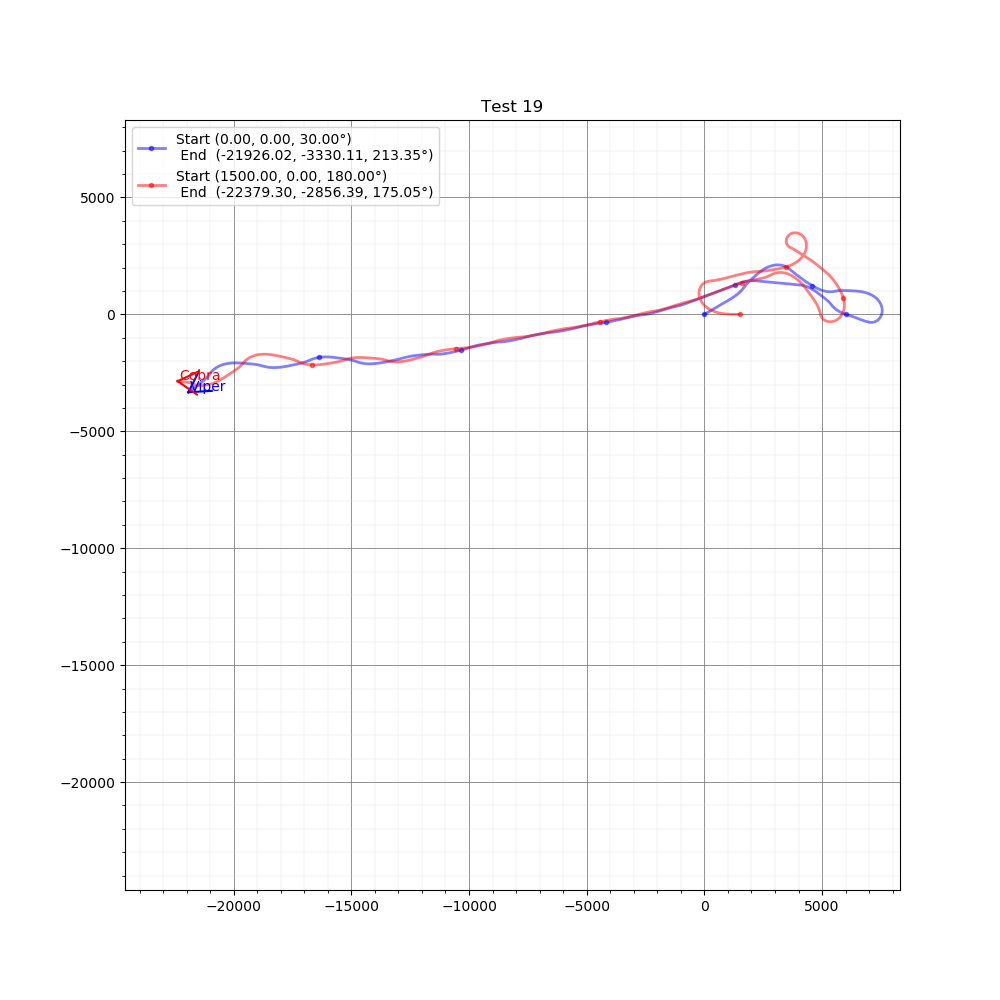 Test 19
Start (0.00, 0.00, 30.00°)
End (-21926.02, -3330.11, 213.35°)
Start (1500.00, 0.00, 180.00°)
End (-22379.30, -2856.39, 175.05°)
5000
0
−5000
−10000
−15000
−20000
Cobra
Viper
−20000
−15000
−10000
−5000
0
5000